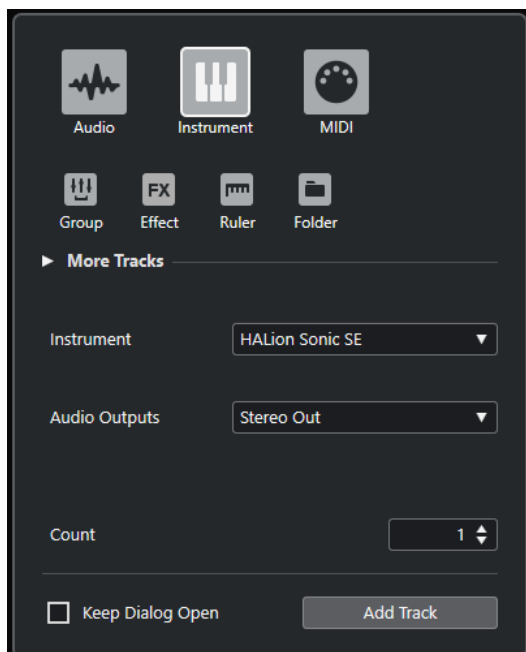 Audio Instrument MIDI
FX
Group Effect Ruler Folder
More Tracks
Instrument HALion Sonic SE
Audio Outputs Stereo Out
Count 1
Keep Dialog Open Add Track